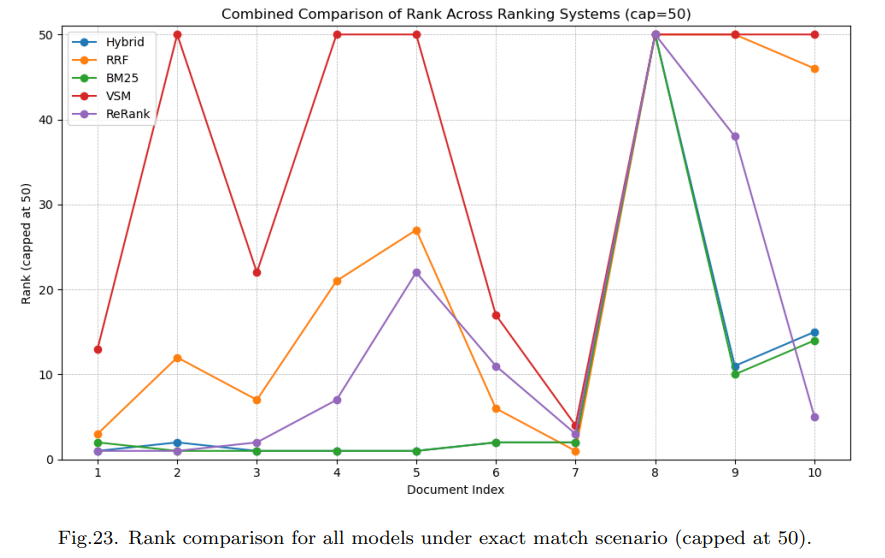 Combined Comparison of Rank Across Ranking Systems (cap=50)
Hybrid
RRF
BM25
VSM
ReRank
Rank (capped at 50)
50
40
30
20
10
0
1 2 3 4 5 6 7 8 9 10
Document Index
Fig.23. Rank comparison for all models under exact match scenario (capped at 50).